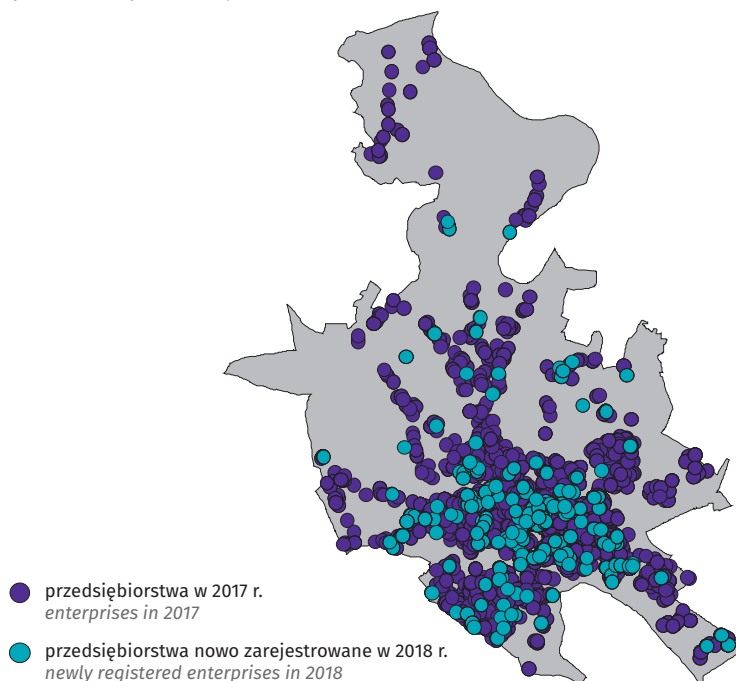 przedsiębiorstwa w 2017 r.
enterprises in 2017
przedsiębiorstwa nowo zarejestrowane w 2018 r.
newly registered enterprises in 2018